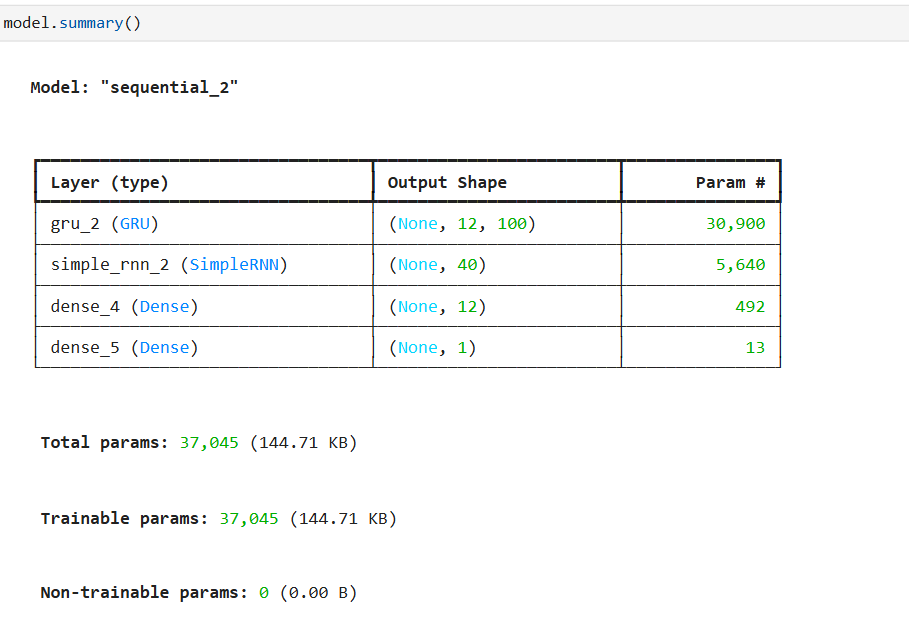 model.summary()
Model: "sequential_2"
Layer (type) Output Shape Param #
gru_2 (GRU) (None, 12, 100) 30,900
simple_rnn_2 (SimpleRNN) (None, 40) 5,640
dense_4 (Dense) (None, 12) 492
dense_5 (Dense) (None, 1) 13
Total params: 37,045 (144.71 KB)
Trainable params: 37,045 (144.71 KB)
Non-trainable params: 0 (0.00 B)